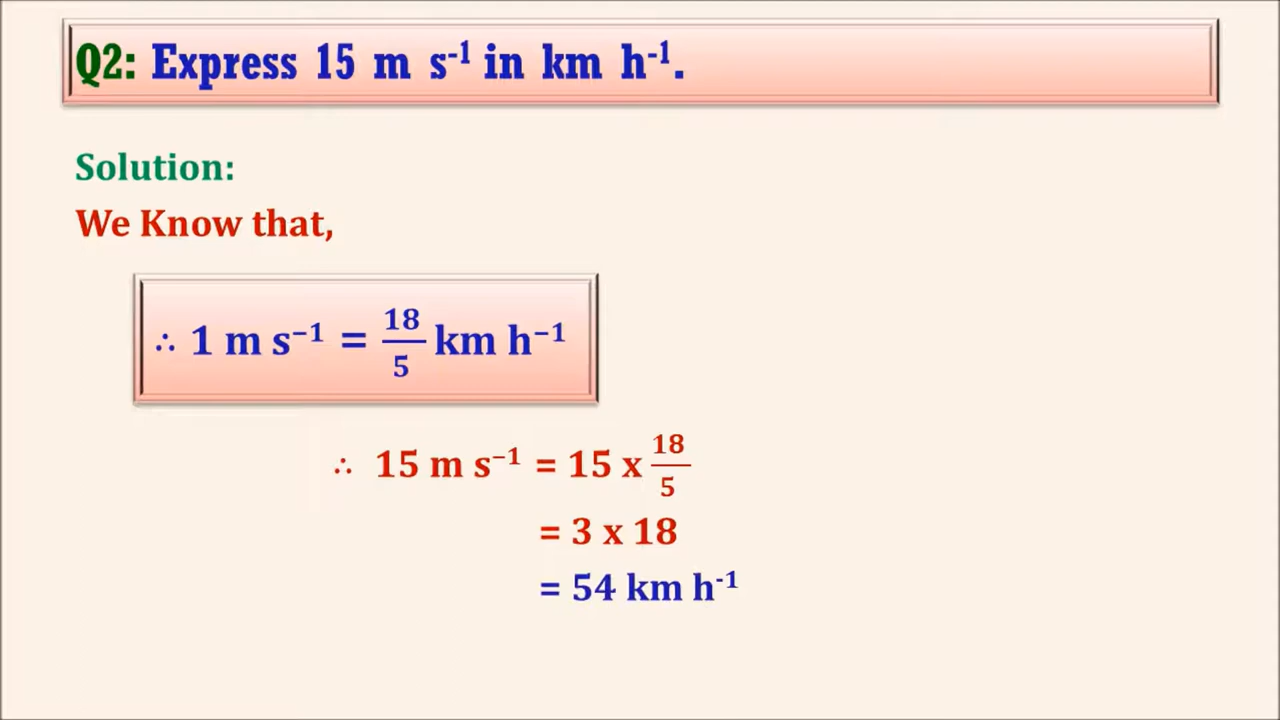 Q2: Express 15 m s⁻¹ in km h⁻¹.
Solution:
We Know that,
∴ 1 m s⁻¹ = 18/5 km h⁻¹
∴ 15 m s⁻¹ = 15 x 18/5
= 3 x 18
= 54 km h⁻¹